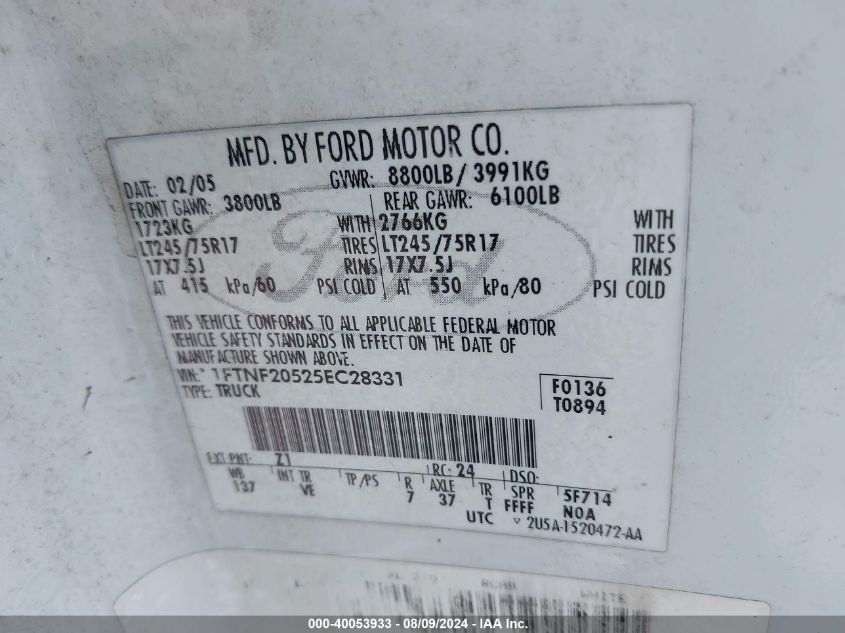 MFD. BY FORD MOTOR CO.
DATE: 02/05 GVWR: 8800LB/ 3991KG
FRONT GAWR: 3800LB REAR GAWR: 6100LB
1723KG WITH 2766KG WITH
LT245/75R17 TIRES LT245/75R17 TIRES
17X7.5J RIMS 17X7.5J RIMS
AT 415 kPa/60 PSI COLD AT 550 kPa/80 PSI COLD
Ford
THIS VEHICLE CONFORMS TO ALL APPLICABLE FEDERAL MOTOR
VEHICLE SAFETY STANDARDS IN EFFECT ON THE DATE OF
MANUFACTURE SHOWN ABOVE.
VIN: 1FTNF20525EC28331 F0136
TYPE: TRUCK T0894
EXT PNT: Z1 RC: 24 DSO:
WB INT TR TP/PS R AXLE TR SPR 5F714
137 VE 7 37 T FFFF N0A
UTC ▽ 2U5A-1520472-AA
WHITE
000-40053933 - 08/09/2024 - IAA Inc.